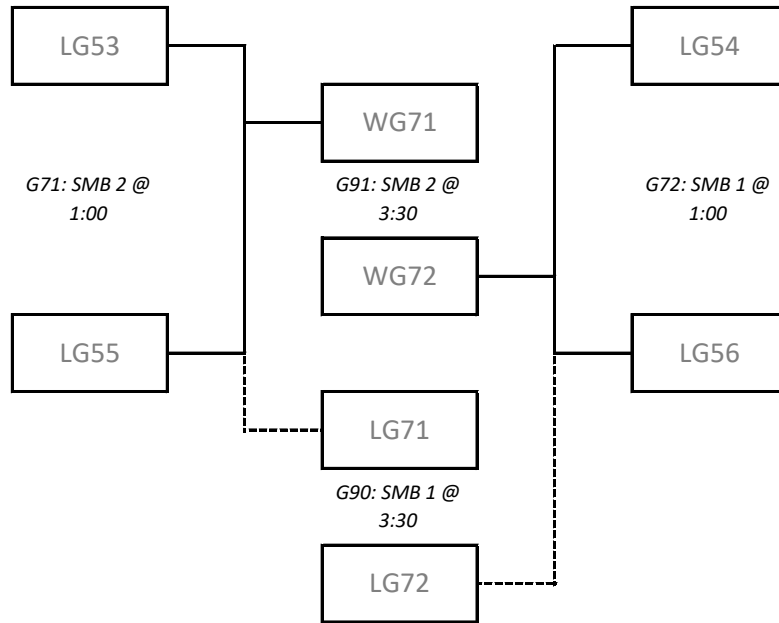 LG53
LG54
WG71
G71: SMB 2 @
1:00
G91: SMB 2 @
3:30
G72: SMB 1 @
1:00
WG72
LG55
LG56
LG71
G90: SMB 1 @
3:30
LG72